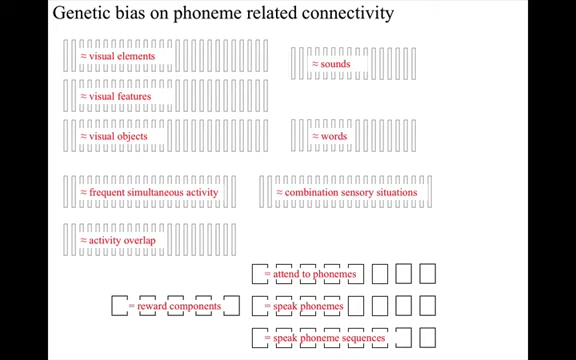 Genetic bias on phoneme related connectivity
≈ visual elements
≈ sounds
≈ visual features
≈ visual objects
≈ words
≈ frequent simultaneous activity
≈ combination sensory situations
≈ activity overlap
= attend to phonemes
= reward components
= speak phonemes
= speak phoneme sequences